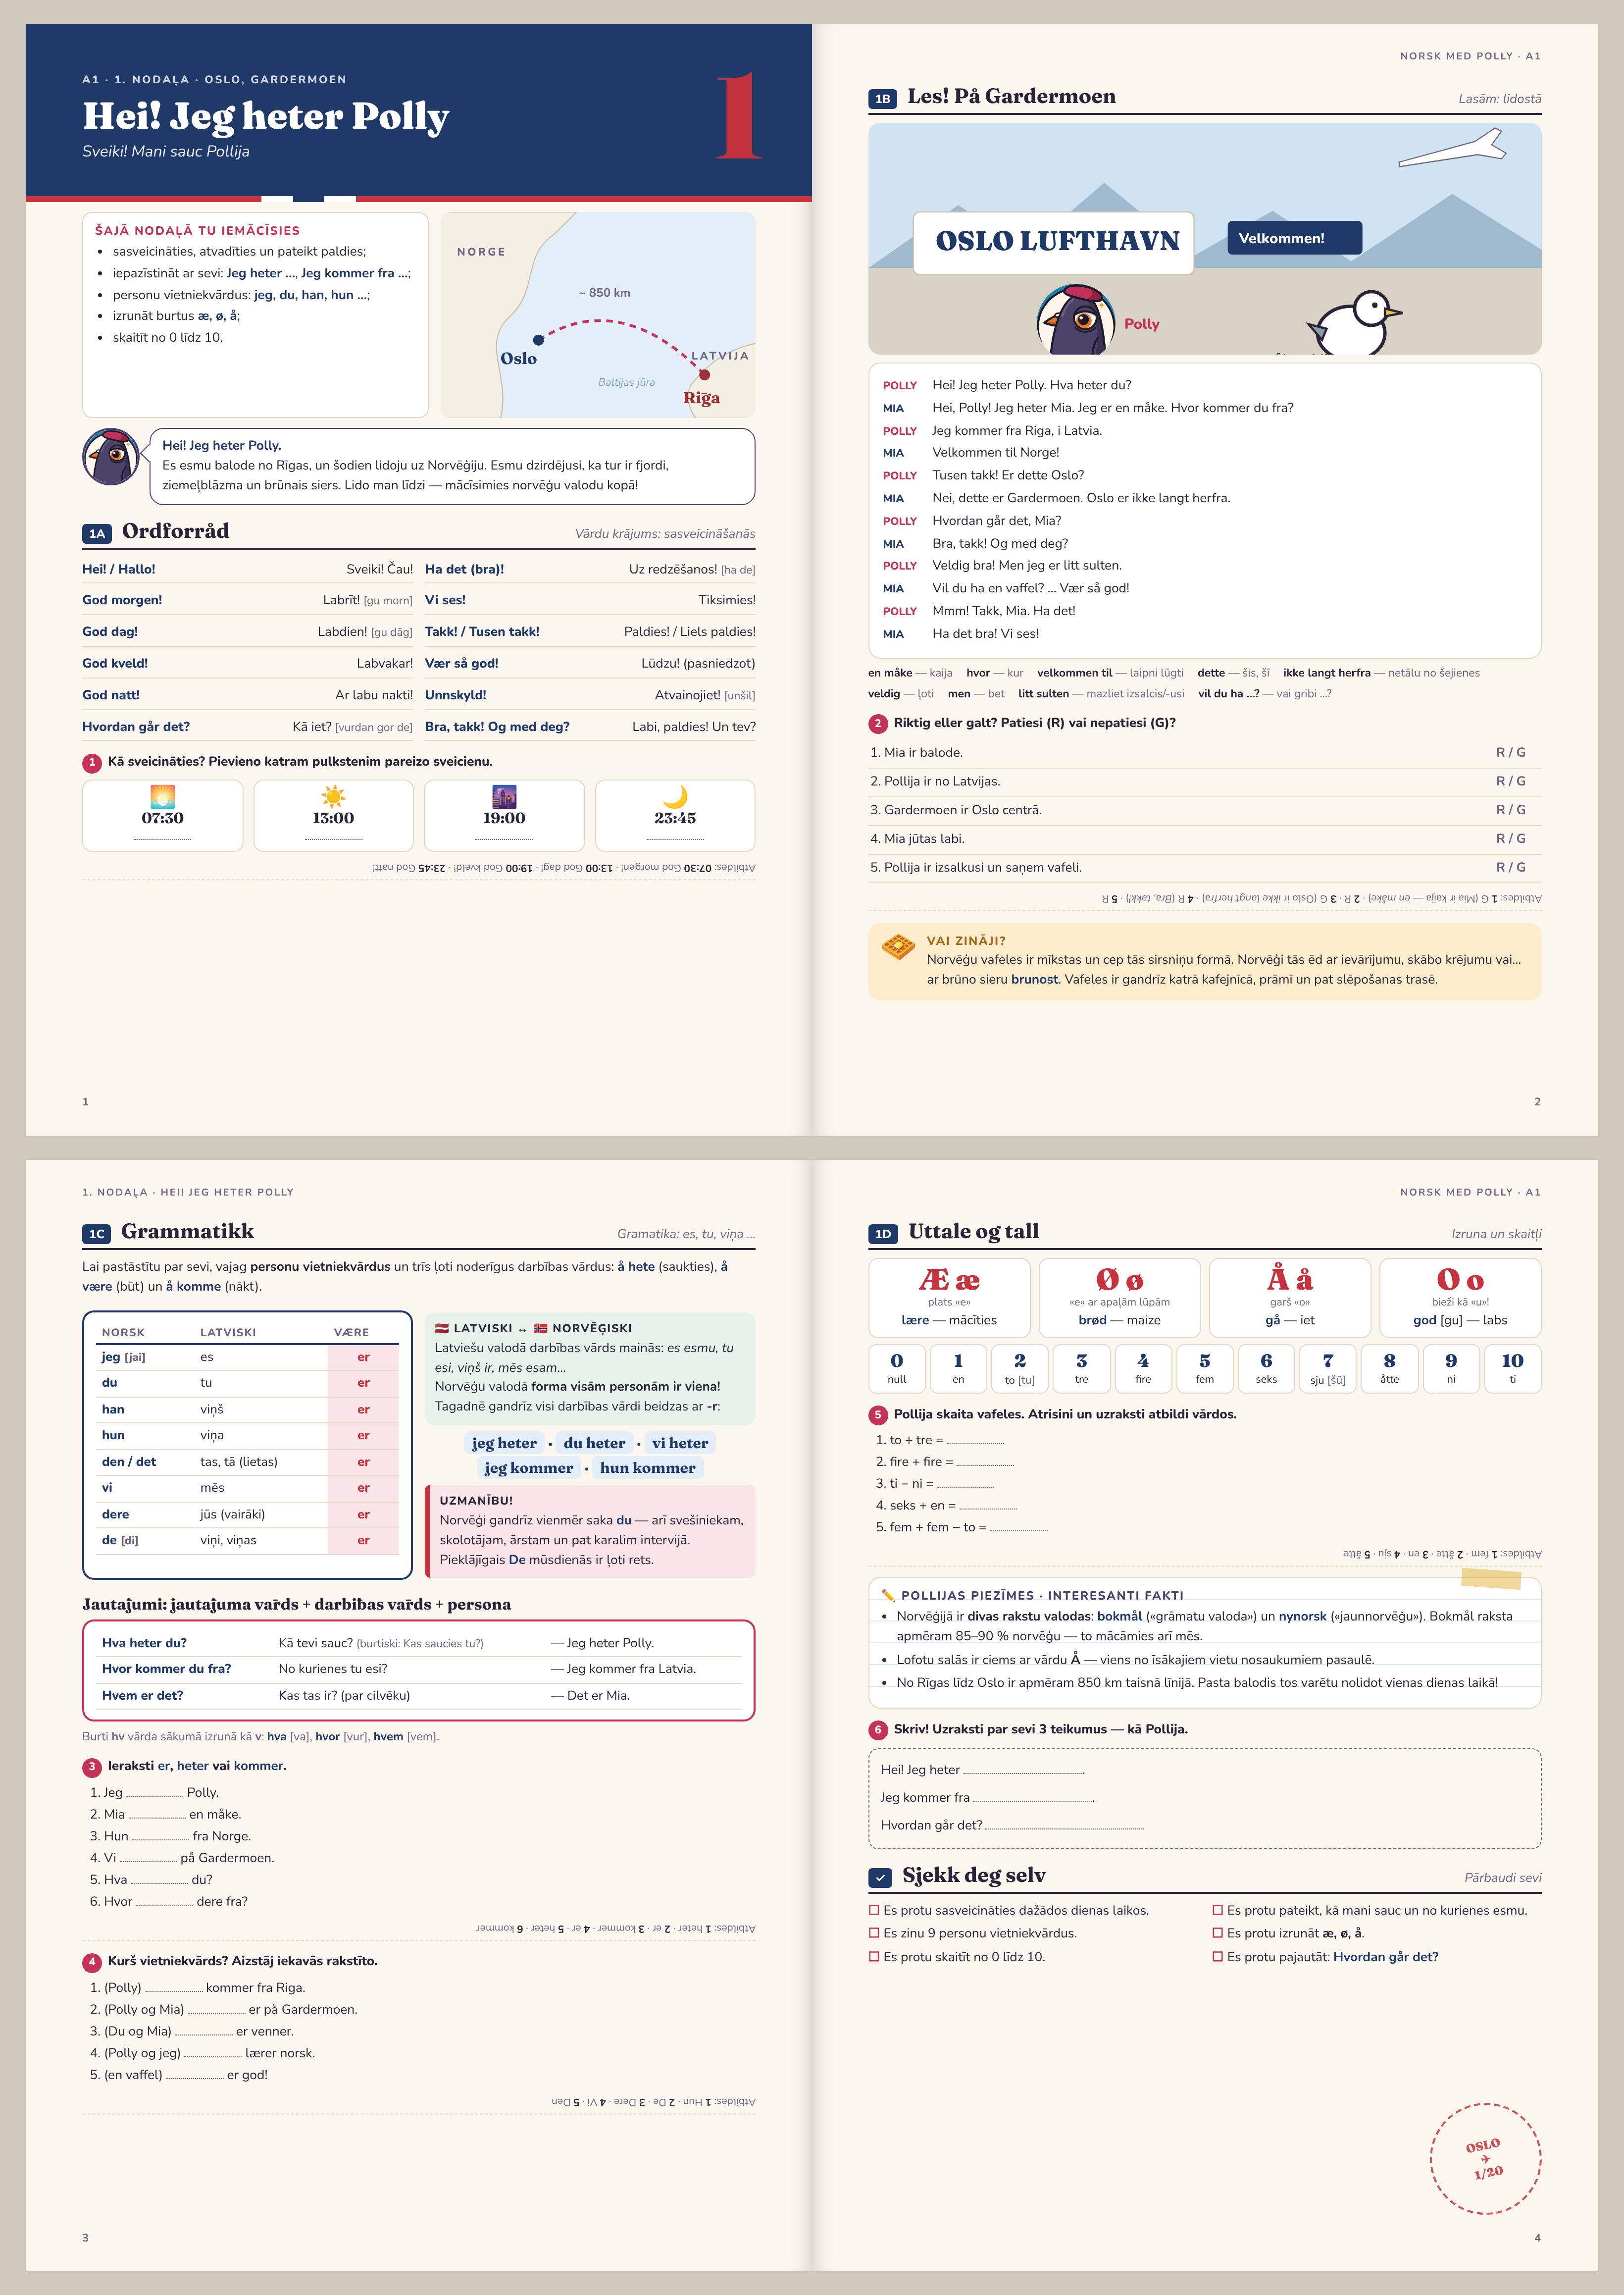 A1 · 1. NODAĻA · OSLO, GARDERMOEN
Hei! Jeg heter Polly
Sveiki! Mani sauc Pollija
1
ŠAJĀ NODAĻĀ TU IEMĀCĪSIES
• sasveicināties, atvadīties un pateikt paldies;
• iepazīstināt ar sevi: Jeg heter …, Jeg kommer fra …;
• personu vietniekvārdus: jeg, du, han, hun …;
• izrunāt burtus æ, ø, å;
• skaitīt no 0 līdz 10.
NORGE
~ 850 km
Oslo
LATVIJA
Baltijas jūra
Rīga
Hei! Jeg heter Polly.
Es esmu balode no Rīgas, un šodien lidoju uz Norvēģiju. Esmu dzirdējusi, ka tur ir fjordi,
ziemeļblāzma un brūnais siers. Lido man līdzi — mācīsimies norvēģu valodu kopā!
1A Ordforråd Vārdu krājums: sasveicināšanās
Hei! / Hallo! Sveiki! Čau! Ha det (bra)! Uz redzēšanos! [ha de]
God morgen! Labrīt! [gu morn] Vi ses! Tiksimies!
God dag! Labdien! [gu dāg] Takk! / Tusen takk! Paldies! / Liels paldies!
God kveld! Labvakar! Vær så god! Lūdzu! (pasniedzot)
God natt! Ar labu nakti! Unnskyld! Atvainojiet! [unšil]
Hvordan går det? Kā iet? [vurdan gor de] Bra, takk! Og med deg? Labi, paldies! Un tev?
1 Kā sveicināties? Pievieno katram pulkstenim pareizo sveicienu.
07:30 13:00 19:00 23:45
Atbildes: 07:30 God morgen! · 13:00 God dag! · 19:00 God kveld! · 23:45 God natt!
1
NORSK MED POLLY · A1
1B Les! På Gardermoen Lasām: lidostā
OSLO LUFTHAVN
Velkommen!
Polly
POLLY Hei! Jeg heter Polly. Hva heter du?
MIA Hei, Polly! Jeg heter Mia. Jeg er en måke. Hvor kommer du fra?
POLLY Jeg kommer fra Riga, i Latvia.
MIA Velkommen til Norge!
POLLY Tusen takk! Er dette Oslo?
MIA Nei, dette er Gardermoen. Oslo er ikke langt herfra.
POLLY Hvordan går det, Mia?
MIA Bra, takk! Og med deg?
POLLY Veldig bra! Men jeg er litt sulten.
MIA Vil du ha en vaffel? … Vær så god!
POLLY Mmm! Takk, Mia. Ha det!
MIA Ha det bra! Vi ses!
en måke — kaija hvor — kur velkommen til — laipni lūgti dette — šis, šī ikke langt herfra — netālu no šejienes
veldig — ļoti men — bet litt sulten — mazliet izsalcis/-usi vil du ha …? — vai gribi …?
2 Riktig eller galt? Patiesi (R) vai nepatiesi (G)?
1. Mia ir balode. R / G
2. Pollija ir no Latvijas. R / G
3. Gardermoen ir Oslo centrā. R / G
4. Mia jūtas labi. R / G
5. Pollija ir izsalkusi un saņem vafeli. R / G
Atbildes: 1 G (Mia ir kaija — en måke) · 2 R · 3 G (Oslo ir ikke langt herfra) · 4 R (Bra, takk!) · 5 R
VAI ZINĀJI?
Norvēģu vafeles ir mīkstas un cep tās sirsniņu formā. Norvēģi tās ēd ar ievārījumu, skābo krējumu vai…
ar brūno sieru brunost. Vafeles ir gandrīz katrā kafejnīcā, prāmī un pat slēpošanas trasē.
2
1. NODAĻA · HEI! JEG HETER POLLY
1C Grammatikk Gramatika: es, tu, viņa …
Lai pastāstītu par sevi, vajag personu vietniekvārdus un trīs ļoti noderīgus darbības vārdus: å hete (saukties), å
være (būt) un å komme (nākt).
NORSK LATVISKI VÆRE
jeg [jai] es er
du tu er
han viņš er
hun viņa er
den / det tas, tā (lietas) er
vi mēs er
dere jūs (vairāki) er
de [di] viņi, viņas er
🇱🇻 LATVISKI ↔ 🇳🇴 NORVĒĢISKI
Latviešu valodā darbības vārds mainās: es esmu, tu
esi, viņš ir, mēs esam…
Norvēģu valodā forma visām personām ir viena!
Tagadnē gandrīz visi darbības vārdi beidzas ar -r:
jeg heter · du heter · vi heter
jeg kommer · hun kommer
UZMANĪBU!
Norvēģi gandrīz vienmēr saka du — arī svešiniekam,
skolotājam, ārstam un pat karalim intervijā.
Pieklājīgais De mūsdienās ir ļoti rets.
Jautājumi: jautājuma vārds + darbības vārds + persona
Hva heter du? Kā tevi sauc? (burtiski: Kas saucies tu?) — Jeg heter Polly.
Hvor kommer du fra? No kurienes tu esi? — Jeg kommer fra Latvia.
Hvem er det? Kas tas ir? (par cilvēku) — Det er Mia.
Burti hv vārda sākumā izrunā kā v: hva [va], hvor [vur], hvem [vem].
3 Ieraksti er, heter vai kommer.
1. Jeg Polly.
2. Mia en måke.
3. Hun fra Norge.
4. Vi på Gardermoen.
5. Hva du?
6. Hvor dere fra?
Atbildes: 1 heter · 2 er · 3 kommer · 4 er · 5 heter · 6 kommer
4 Kurš vietniekvārds? Aizstāj iekavās rakstīto.
1. (Polly) kommer fra Riga.
2. (Polly og Mia) er på Gardermoen.
3. (Du og Mia) er venner.
4. (Polly og jeg) lærer norsk.
5. (en vaffel) er god!
Atbildes: 1 Hun · 2 De · 3 Dere · 4 Vi · 5 Den
3
NORSK MED POLLY · A1
1D Uttale og tall Izruna un skaitļi
Æ æ Ø ø Å å O o
plats «e» «e» ar apaļām lūpām garš «o» bieži kā «u»!
lære — mācīties brød — maize gå — iet god [gu] — labs
0 1 2 3 4 5 6 7 8 9 10
null en to [tu] tre fire fem seks sju [šū] åtte ni ti
5 Pollija skaita vafeles. Atrisini un uzraksti atbildi vārdos.
1. to + tre =
2. fire + fire =
3. ti − ni =
4. seks + en =
5. fem + fem − to =
Atbildes: 1 fem · 2 åtte · 3 en · 4 sju · 5 åtte
✏️ POLLIJAS PIEZĪMES · INTERESANTI FAKTI
• Norvēģijā ir divas rakstu valodas: bokmål («grāmatu valoda») un nynorsk («jaunnorvēģu»). Bokmål raksta
apmēram 85–90 % norvēģu — to mācāmies arī mēs.
• Lofotu salās ir ciems ar vārdu Å — viens no īsākajiem vietu nosaukumiem pasaulē.
• No Rīgas līdz Oslo ir apmēram 850 km taisnā līnijā. Pasta balodis tos varētu nolidot vienas dienas laikā!
6 Skriv! Uzraksti par sevi 3 teikumus — kā Pollija.
Hei! Jeg heter .
Jeg kommer fra .
Hvordan går det?
✓ Sjekk deg selv Pārbaudi sevi
☐ Es protu sasveicināties dažādos dienas laikos. ☐ Es protu pateikt, kā mani sauc un no kurienes esmu.
☐ Es zinu 9 personu vietniekvārdus. ☐ Es protu izrunāt æ, ø, å.
☐ Es protu skaitīt no 0 līdz 10. ☐ Es protu pajautāt: Hvordan går det?
OSLO
✈
1/20
4